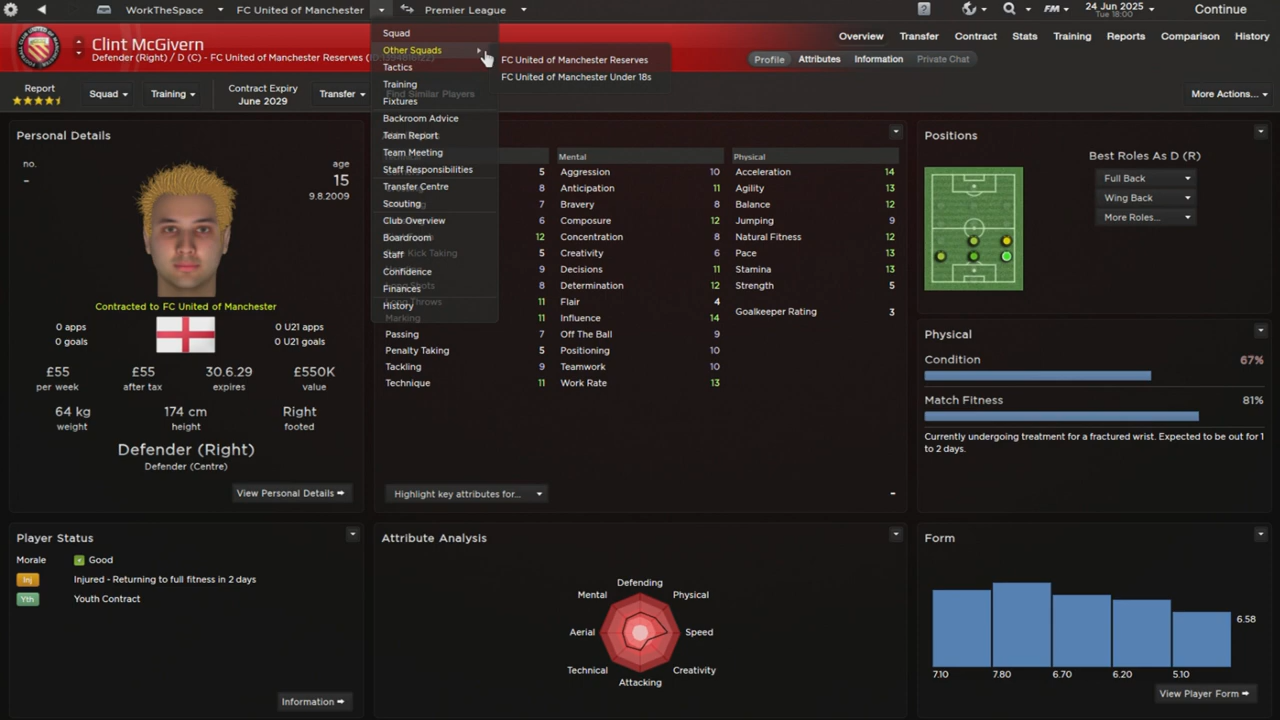 WorkTheSpace
FC United of Manchester
Premier League
FM
24 Jun 2025
Tue 18:00
Continue
Clint McGivern
Defender (Right) / D (C) - FC United of Manchester Reserves
Overview
Transfer
Contract
Stats
Training
Reports
Comparison
History
Profile
Attributes
Information
Private Chat
Report
Squad
Training
Contract Expiry
June 2029
Transfer
Find Similar Players
More Actions...
Squad
Other Squads
Tactics
Training
Fixtures
Backroom Advice
Team Report
Team Meeting
Staff Responsibilities
Transfer Centre
Scouting
Club Overview
Boardroom
Staff
Confidence
Finances
History
FC United of Manchester Reserves
FC United of Manchester Under 18s
Personal Details
no.
-
age
15
9.8.2009
Contracted to FC United of Manchester
0 apps
0 goals
0 U21 apps
0 U21 goals
£55
per week
£55
after tax
30.6.29
expires
£550K
value
64 kg
weight
174 cm
height
Right
footed
Defender (Right)
Defender (Centre)
View Personal Details
5
8
7
6
12
Kick Taking 5
9
Shots 8
Long Throws 11
Marking 11
Passing 7
Penalty Taking 5
Tackling 9
Technique 11
Mental
Aggression 10
Anticipation 11
Bravery 8
Composure 12
Concentration 8
Creativity 6
Decisions 11
Determination 12
Flair 4
Influence 14
Off The Ball 9
Positioning 10
Teamwork 10
Work Rate 13
Physical
Acceleration 14
Agility 13
Balance 12
Jumping 9
Natural Fitness 12
Pace 13
Stamina 13
Strength 5
Goalkeeper Rating 3
Highlight key attributes for...
-
Positions
Best Roles As D (R)
Full Back
Wing Back
More Roles...
Physical
Condition 67%
Match Fitness 81%
Currently undergoing treatment for a fractured wrist. Expected to be out for 1
to 2 days.
Player Status
Morale Good
Inj Injured - Returning to full fitness in 2 days
Yth Youth Contract
Information
Attribute Analysis
Defending
Physical
Speed
Creativity
Attacking
Technical
Aerial
Mental
Form
6.58
7.10 7.80 6.70 6.20 5.10
View Player Form